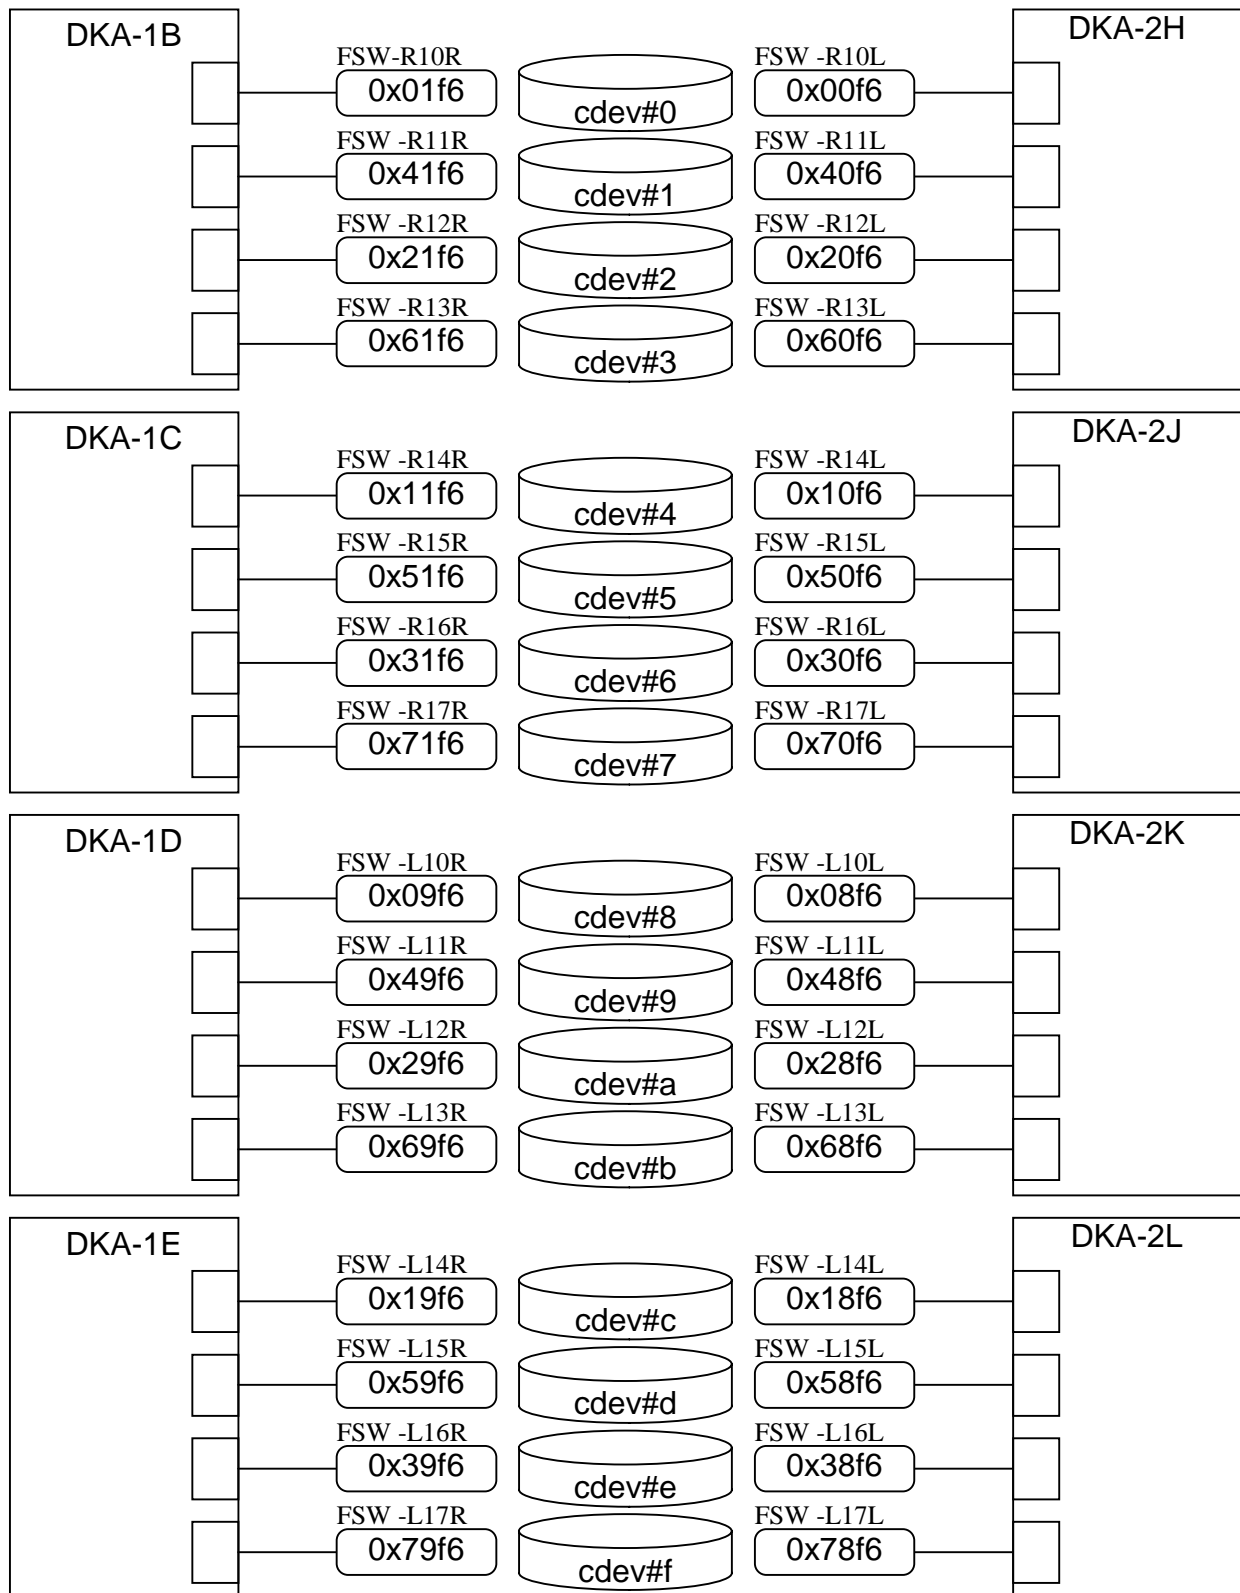 DKA-1B DKA-2H
FSW-R10R FSW -R10L
0x01f6 cdev#0 0x00f6
FSW -R11R FSW -R11L
0x41f6 cdev#1 0x40f6
FSW -R12R FSW -R12L
0x21f6 cdev#2 0x20f6
FSW -R13R FSW -R13L
0x61f6 cdev#3 0x60f6
DKA-1C DKA-2J
FSW -R14R FSW -R14L
0x11f6 cdev#4 0x10f6
FSW -R15R FSW -R15L
0x51f6 cdev#5 0x50f6
FSW -R16R FSW -R16L
0x31f6 cdev#6 0x30f6
FSW -R17R FSW -R17L
0x71f6 cdev#7 0x70f6
DKA-1D DKA-2K
FSW -L10R FSW -L10L
0x09f6 cdev#8 0x08f6
FSW -L11R FSW -L11L
0x49f6 cdev#9 0x48f6
FSW -L12R FSW -L12L
0x29f6 cdev#a 0x28f6
FSW -L13R FSW -L13L
0x69f6 cdev#b 0x68f6
DKA-1E DKA-2L
FSW -L14R FSW -L14L
0x19f6 cdev#c 0x18f6
FSW -L15R FSW -L15L
0x59f6 cdev#d 0x58f6
FSW -L16R FSW -L16L
0x39f6 cdev#e 0x38f6
FSW -L17R FSW -L17L
0x79f6 cdev#f 0x78f6